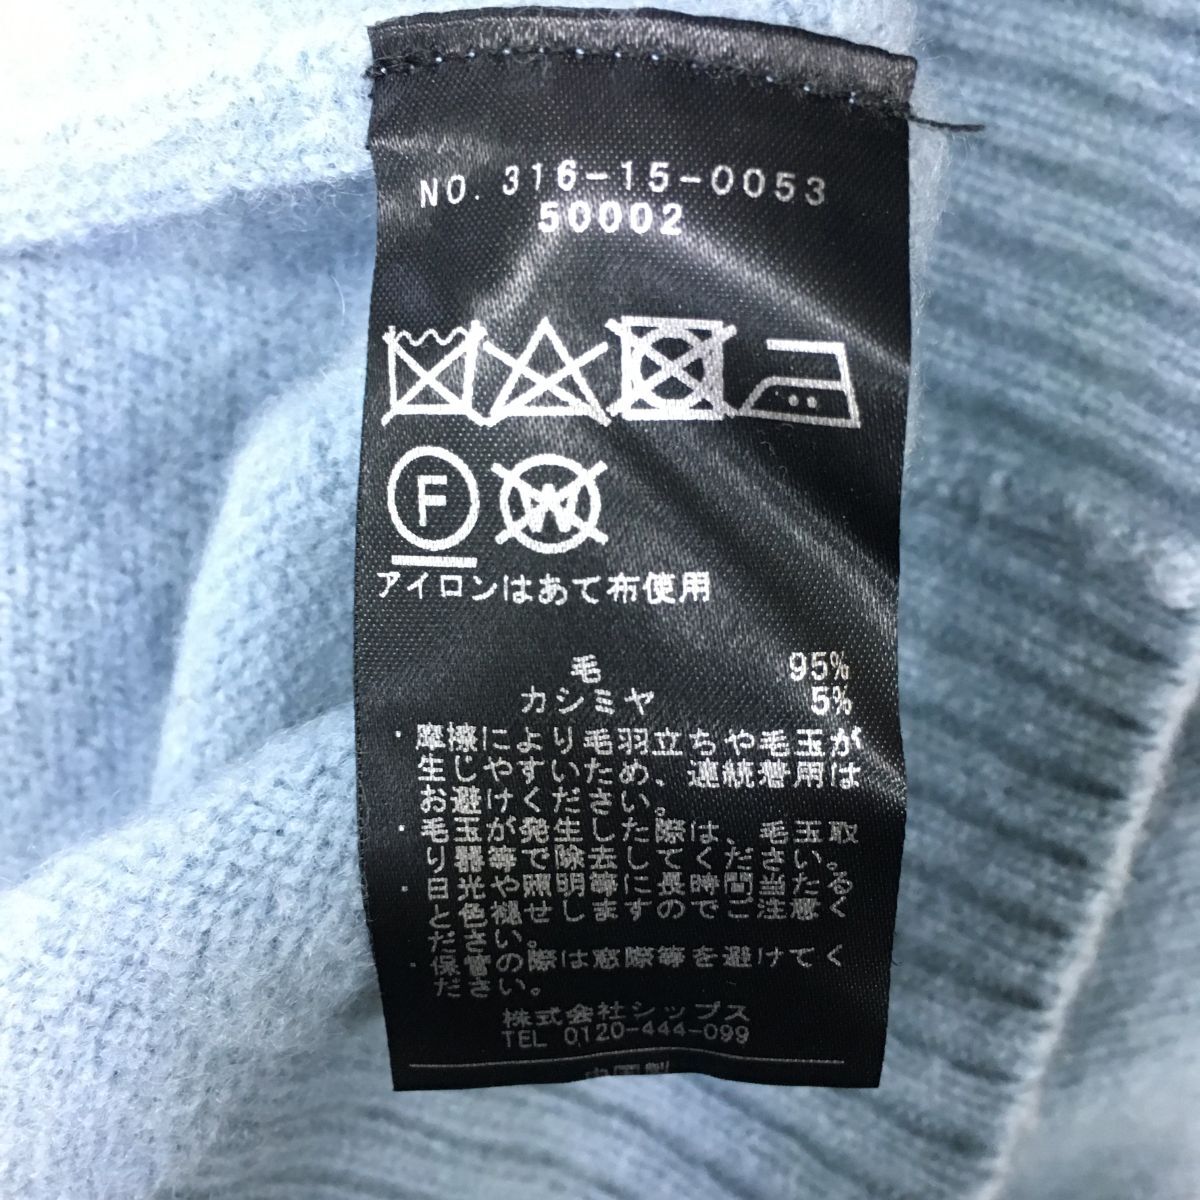 NO. 316-15-0053
50002
F
W
アイロンはあて布使用
毛 95%
カシミヤ 5%
・摩擦により毛羽立ちや毛玉が
生じやすいため、連続着用は
お避けください。
・毛玉が発生した際は、毛玉取
り器等で除去してください。
・日光や照明等に長時間当たる
と色褪せしますのでご注意く
ださい。
・保管の際は窓際等を避けてく
ださい。
株式会社シップス
TEL 0120-444-099
中国製